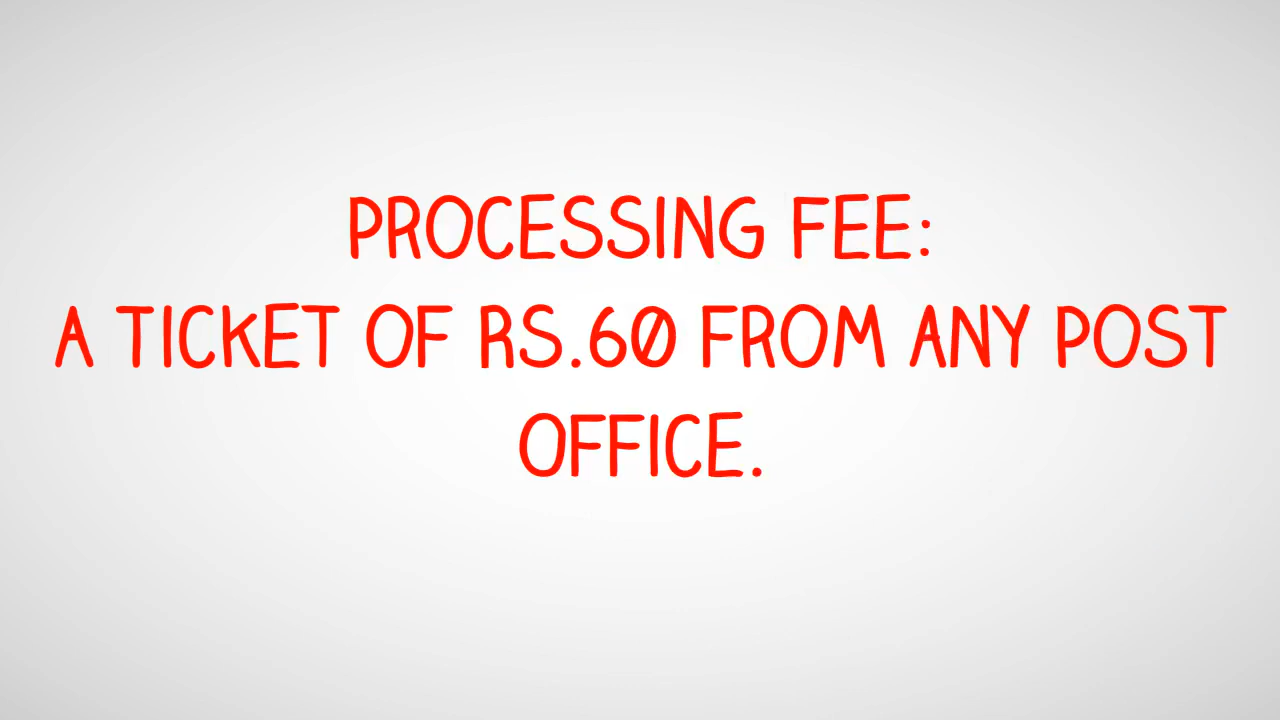 PROCESSING FEE:
A TICKET OF RS.60 FROM ANY POST
OFFICE.